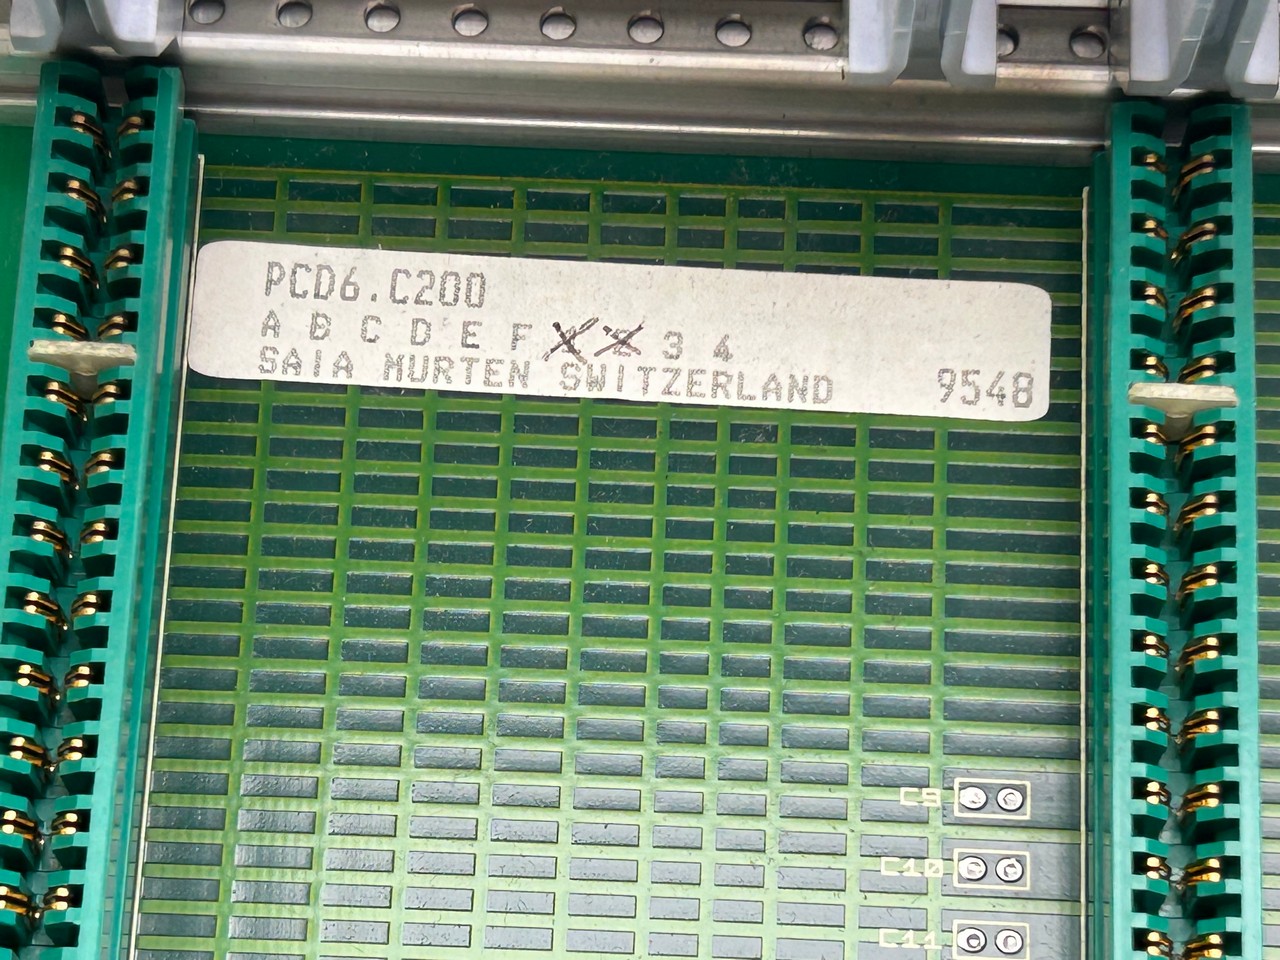 PCD6.C200
A B C D E F 1 2 3 4
SAIA MURTEN SWITZERLAND 9548
C9
C10
C11